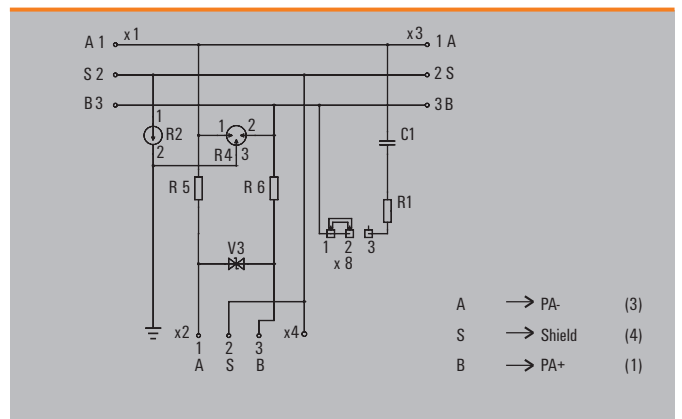 A 1 x1 x3 1 A
S 2 2 S
B 3 3 B
1
R2
2
1 2
R4 3
C1
R 5 R 6 R1
1 2 3
x 8
V3
x2 x4
1 2 3
A S B
A → PA- (3)
S → Shield (4)
B → PA+ (1)